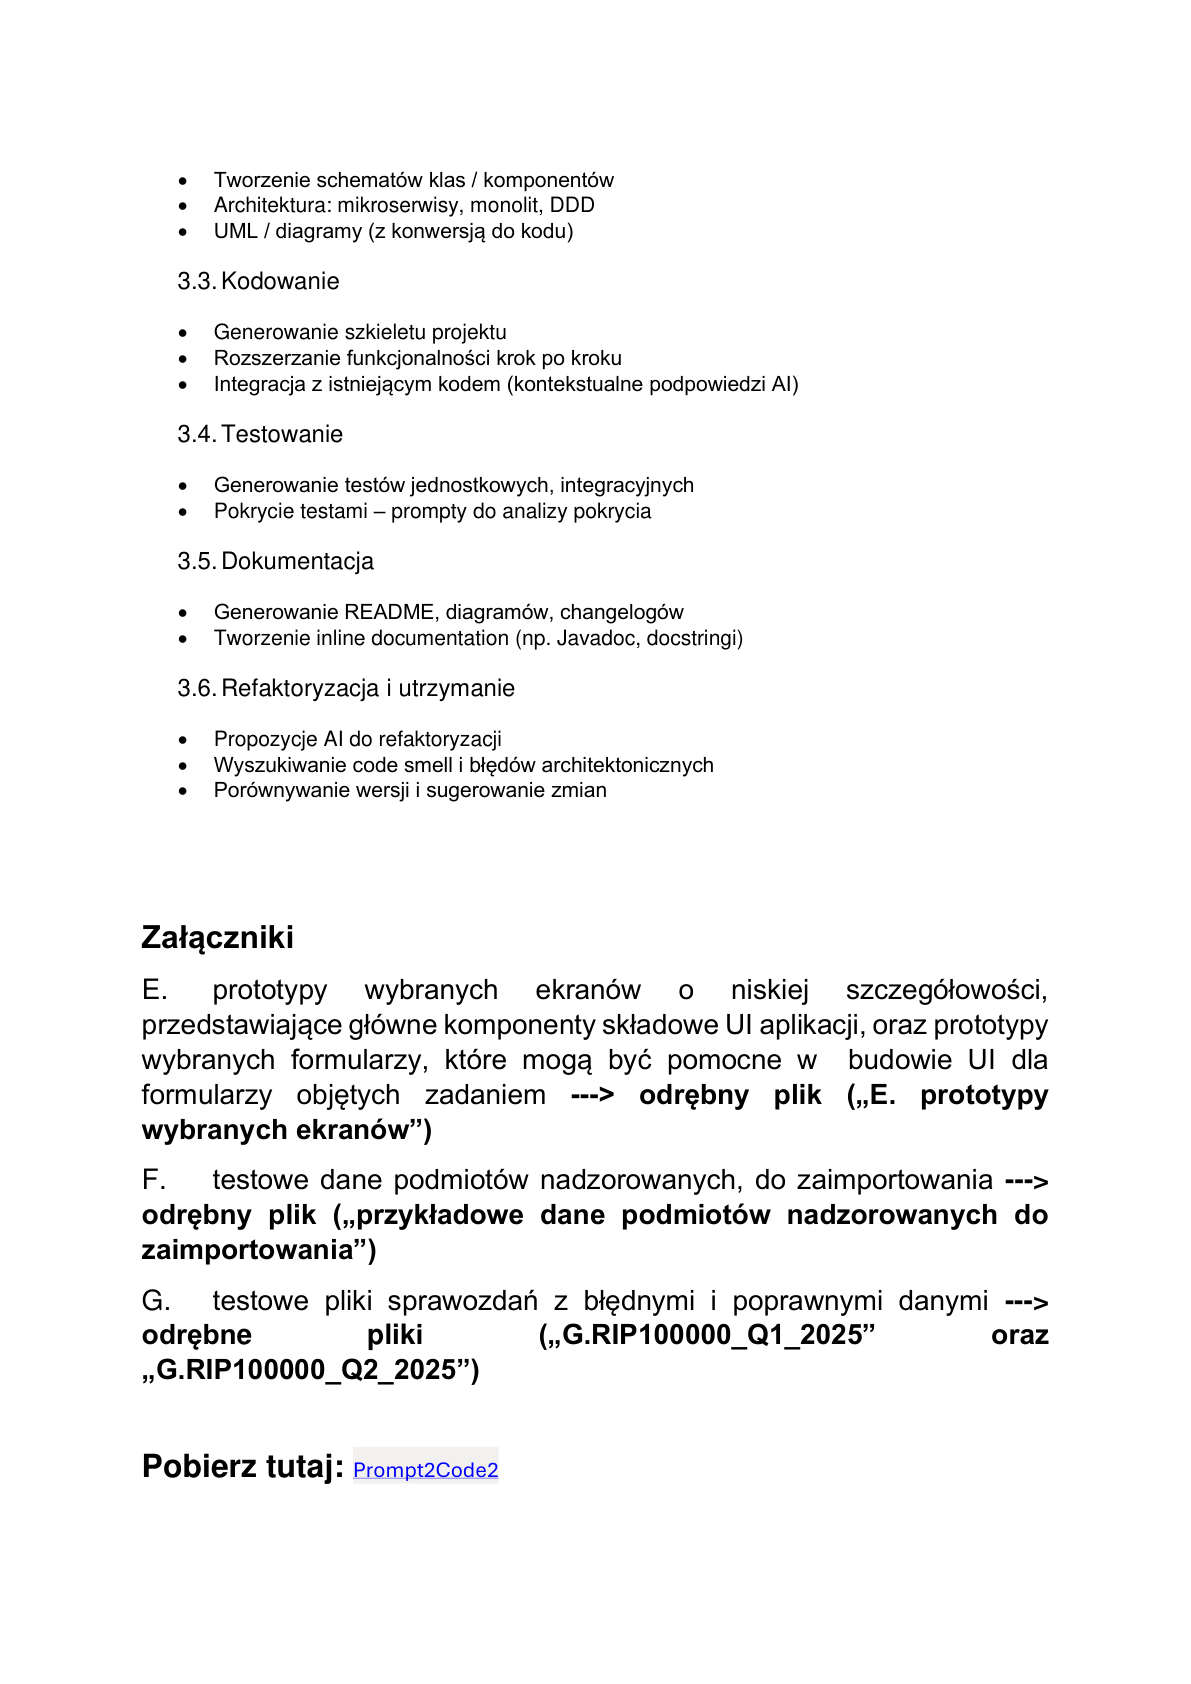 • Tworzenie schematów klas / komponentów
• Architektura: mikroserwisy, monolit, DDD
• UML / diagramy (z konwersją do kodu)
3.3. Kodowanie
• Generowanie szkieletu projektu
• Rozszerzanie funkcjonalności krok po kroku
• Integracja z istniejącym kodem (kontekstualne podpowiedzi AI)
3.4. Testowanie
• Generowanie testów jednostkowych, integracyjnych
• Pokrycie testami – prompty do analizy pokrycia
3.5. Dokumentacja
• Generowanie README, diagramów, changelogów
• Tworzenie inline documentation (np. Javadoc, docstringi)
3.6. Refaktoryzacja i utrzymanie
• Propozycje AI do refaktoryzacji
• Wyszukiwanie code smell i błędów architektonicznych
• Porównywanie wersji i sugerowanie zmian
Załączniki
E. prototypy wybranych ekranów o niskiej szczegółowości,
przedstawiające główne komponenty składowe UI aplikacji, oraz prototypy
wybranych formularzy, które mogą być pomocne w budowie UI dla
formularzy objętych zadaniem ---> odrębny plik („E. prototypy
wybranych ekranów”)
F. testowe dane podmiotów nadzorowanych, do zaimportowania --->
odrębny plik („przykładowe dane podmiotów nadzorowanych do
zaimportowania”)
G. testowe pliki sprawozdań z błędnymi i poprawnymi danymi --->
odrębne pliki („G.RIP100000_Q1_2025” oraz
„G.RIP100000_Q2_2025”)
Pobierz tutaj: Prompt2Code2